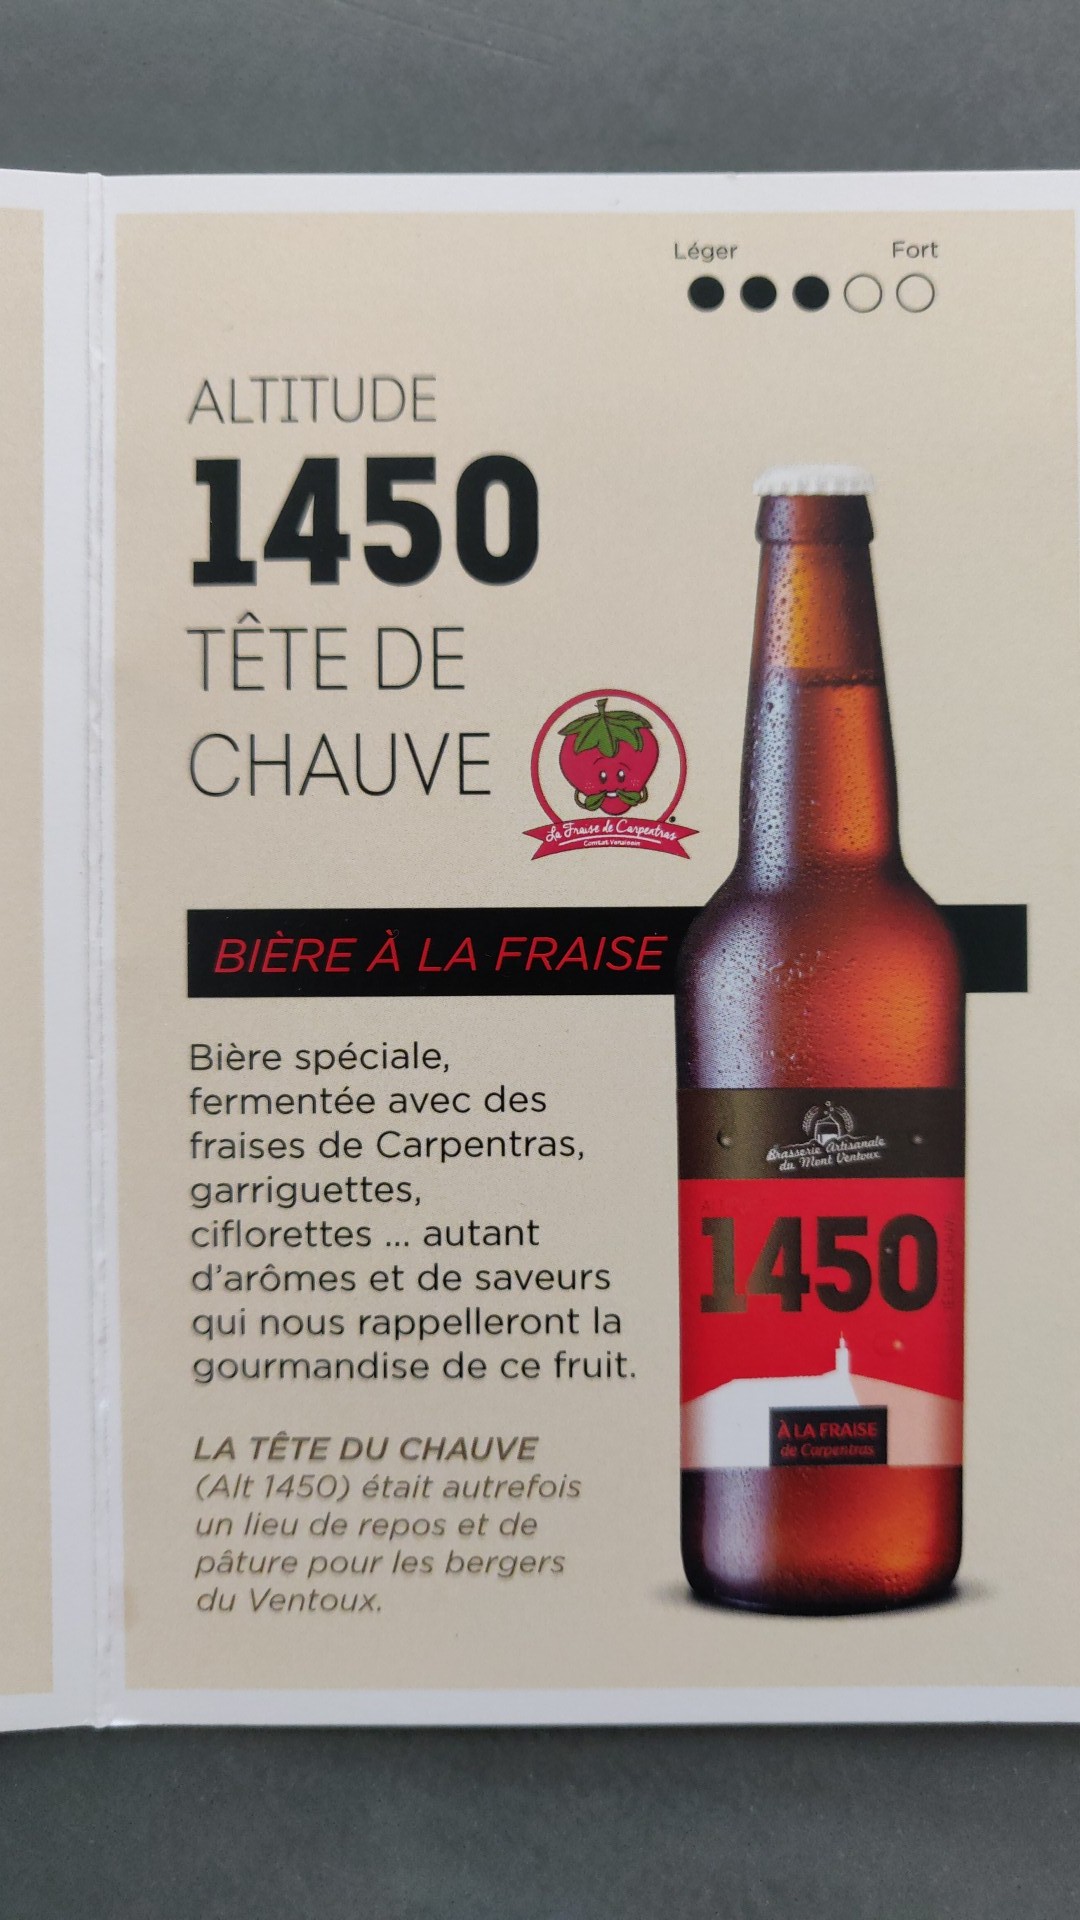 Léger Fort
ALTITUDE
1450
TÊTE DE
CHAUVE
La Fraise de Carpentras
Comtat Venaissin
BIÈRE À LA FRAISE
Bière spéciale,
fermentée avec des
fraises de Carpentras,
garriguettes,
ciflorettes ... autant
d'arômes et de saveurs
qui nous rappelleront la
gourmandise de ce fruit.
LA TÊTE DU CHAUVE
(Alt 1450) était autrefois
un lieu de repos et de
pâture pour les bergers
du Ventoux.
Brasserie Artisanale
du Mont Ventoux
1450
À LA FRAISE
de Carpentras